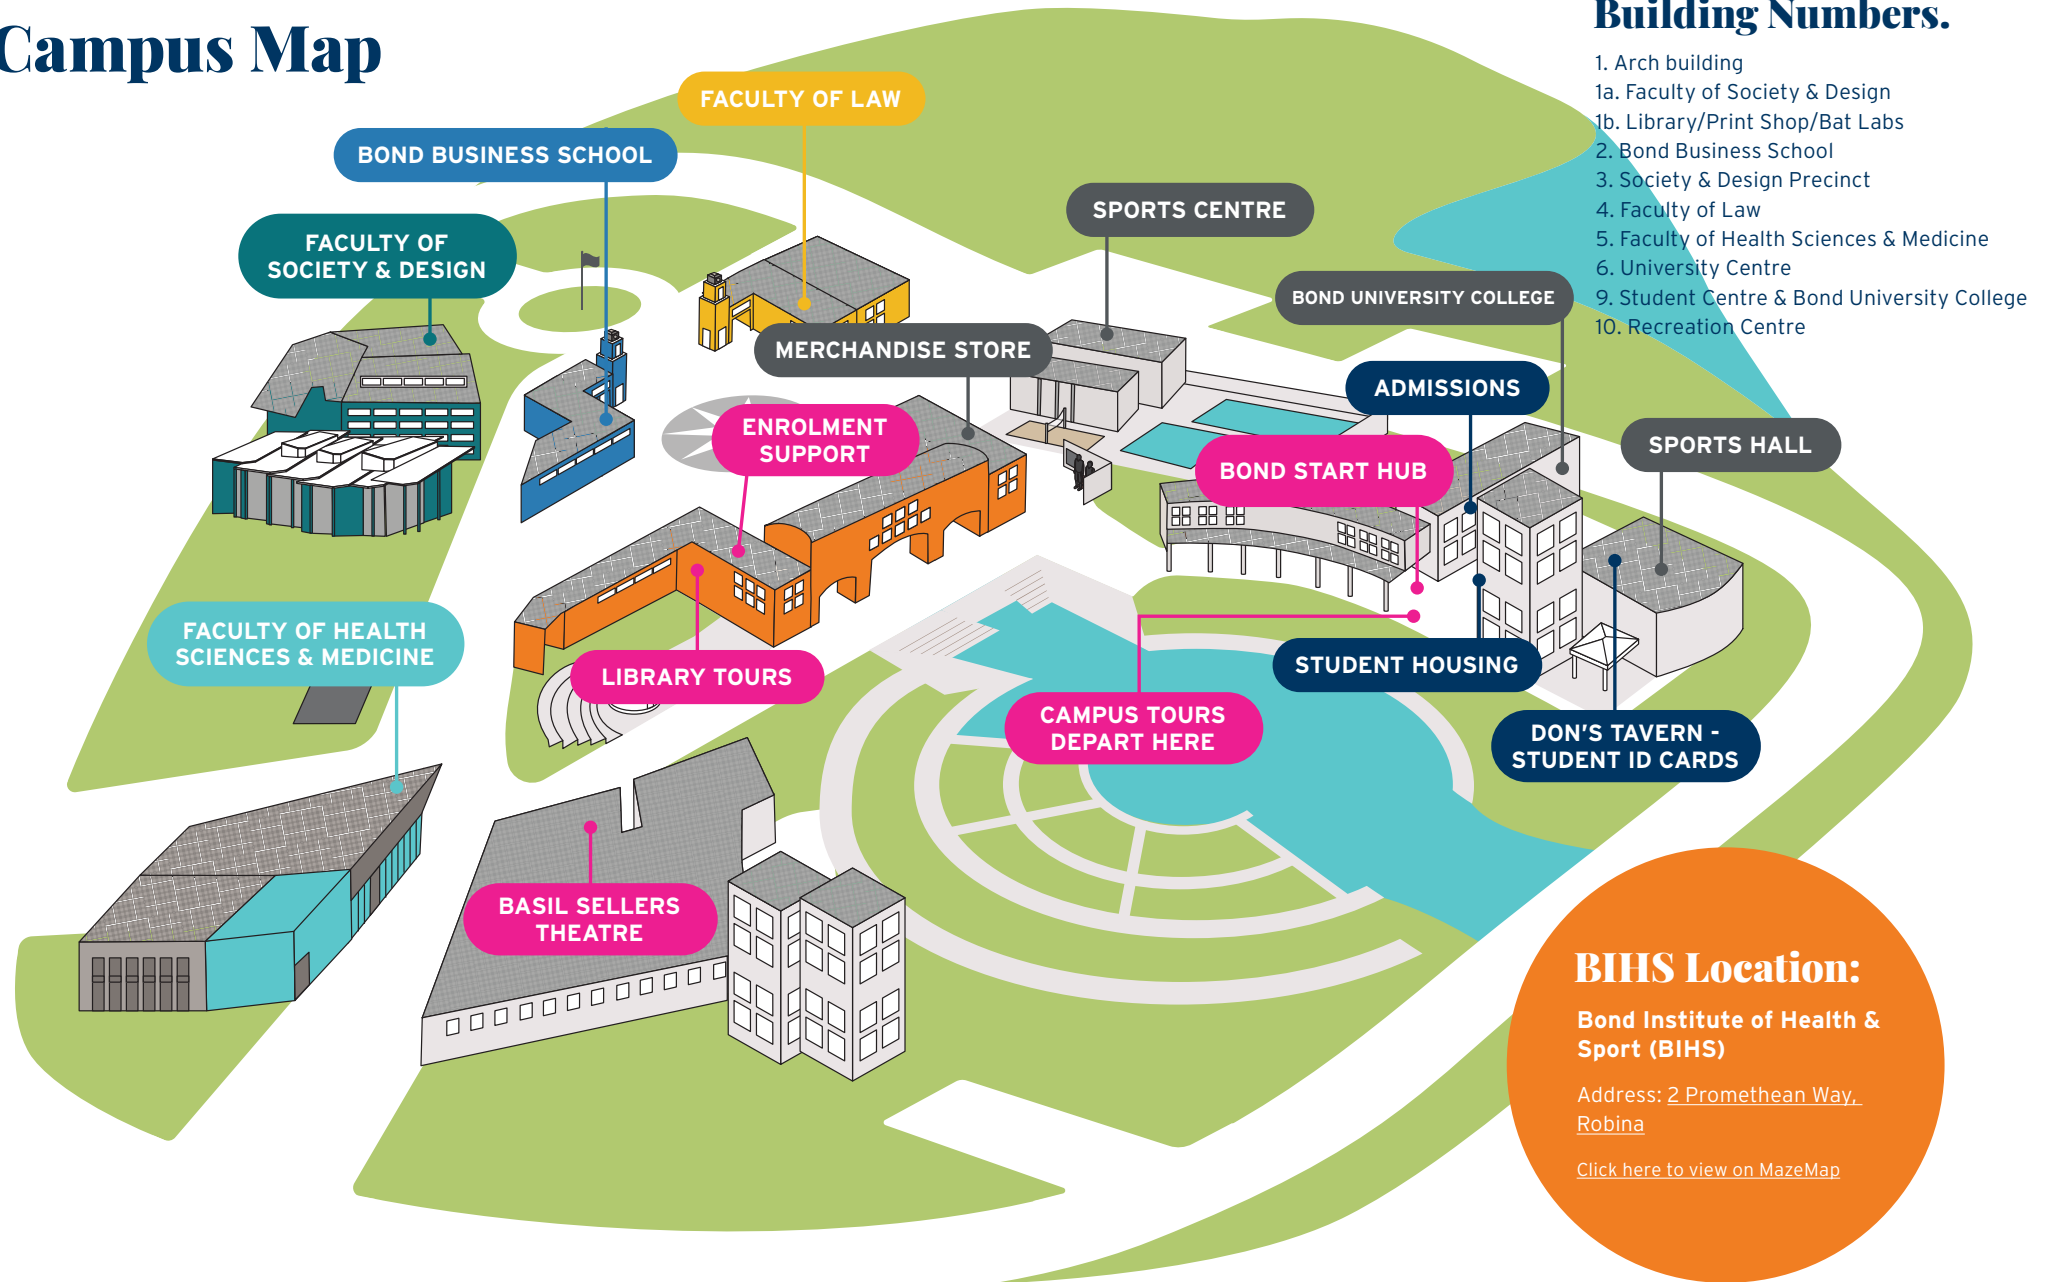 Campus Map
Building Numbers.
1. Arch building
1a. Faculty of Society & Design
1b. Library/Print Shop/Bat Labs
2. Bond Business School
3. Society & Design Precinct
4. Faculty of Law
5. Faculty of Health Sciences & Medicine
6. University Centre
9. Student Centre & Bond University College
10. Recreation Centre
FACULTY OF LAW
BOND BUSINESS SCHOOL
SPORTS CENTRE
FACULTY OF
SOCIETY & DESIGN
BOND UNIVERSITY COLLEGE
MERCHANDISE STORE
ADMISSIONS
ENROLMENT
SUPPORT
SPORTS HALL
BOND START HUB
FACULTY OF HEALTH
SCIENCES & MEDICINE
LIBRARY TOURS
STUDENT HOUSING
CAMPUS TOURS
DEPART HERE
DON'S TAVERN -
STUDENT ID CARDS
BASIL SELLERS
THEATRE
BIHS Location:
Bond Institute of Health &
Sport (BIHS)
Address: 2 Promethean Way,
Robina
Click here to view on MazeMap